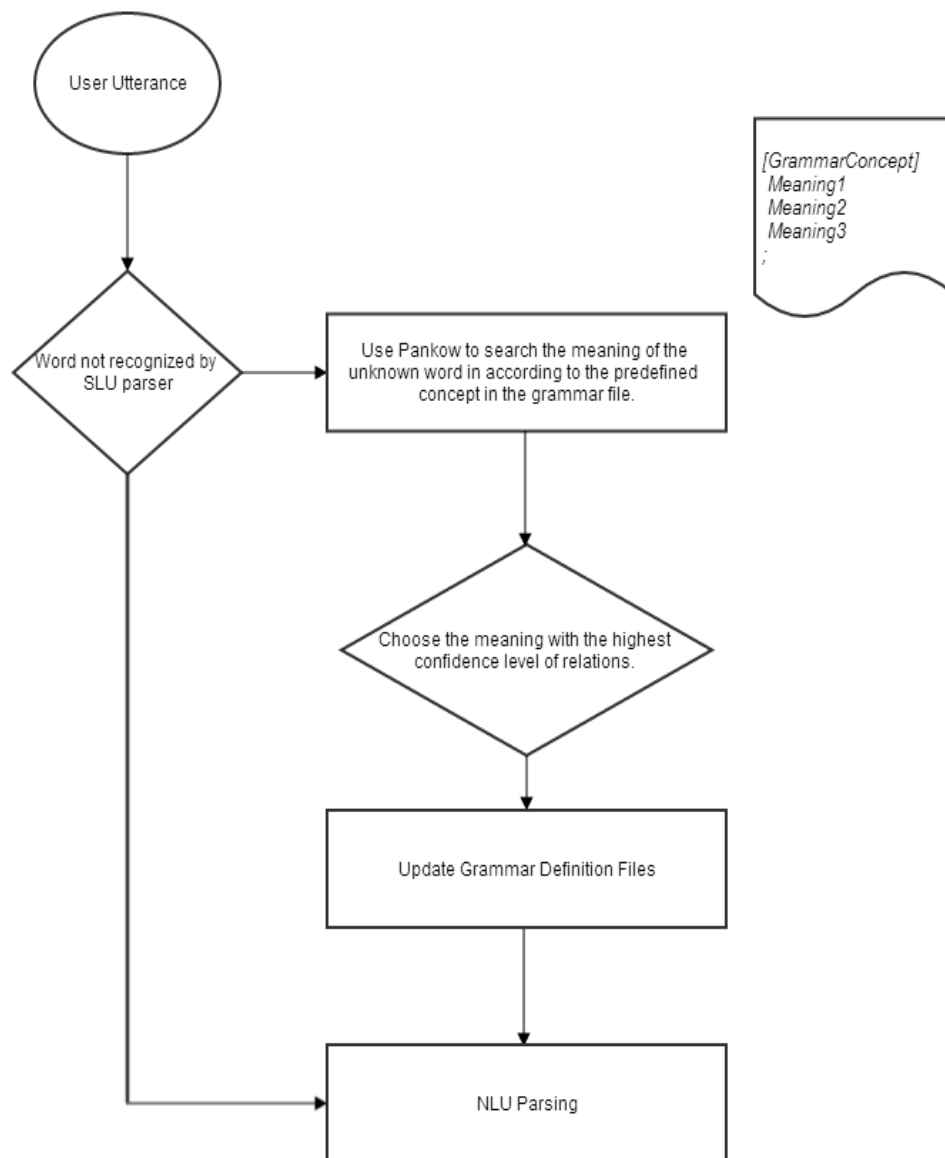 User Utterance
[GrammarConcept]
Meaning1
Meaning2
Meaning3
;
Word not recognized by
SLU parser
Use Pankow to search the meaning of the
unknown word in according to the predefined
concept in the grammar file.
Choose the meaning with the highest
confidence level of relations.
Update Grammar Definition Files
NLU Parsing